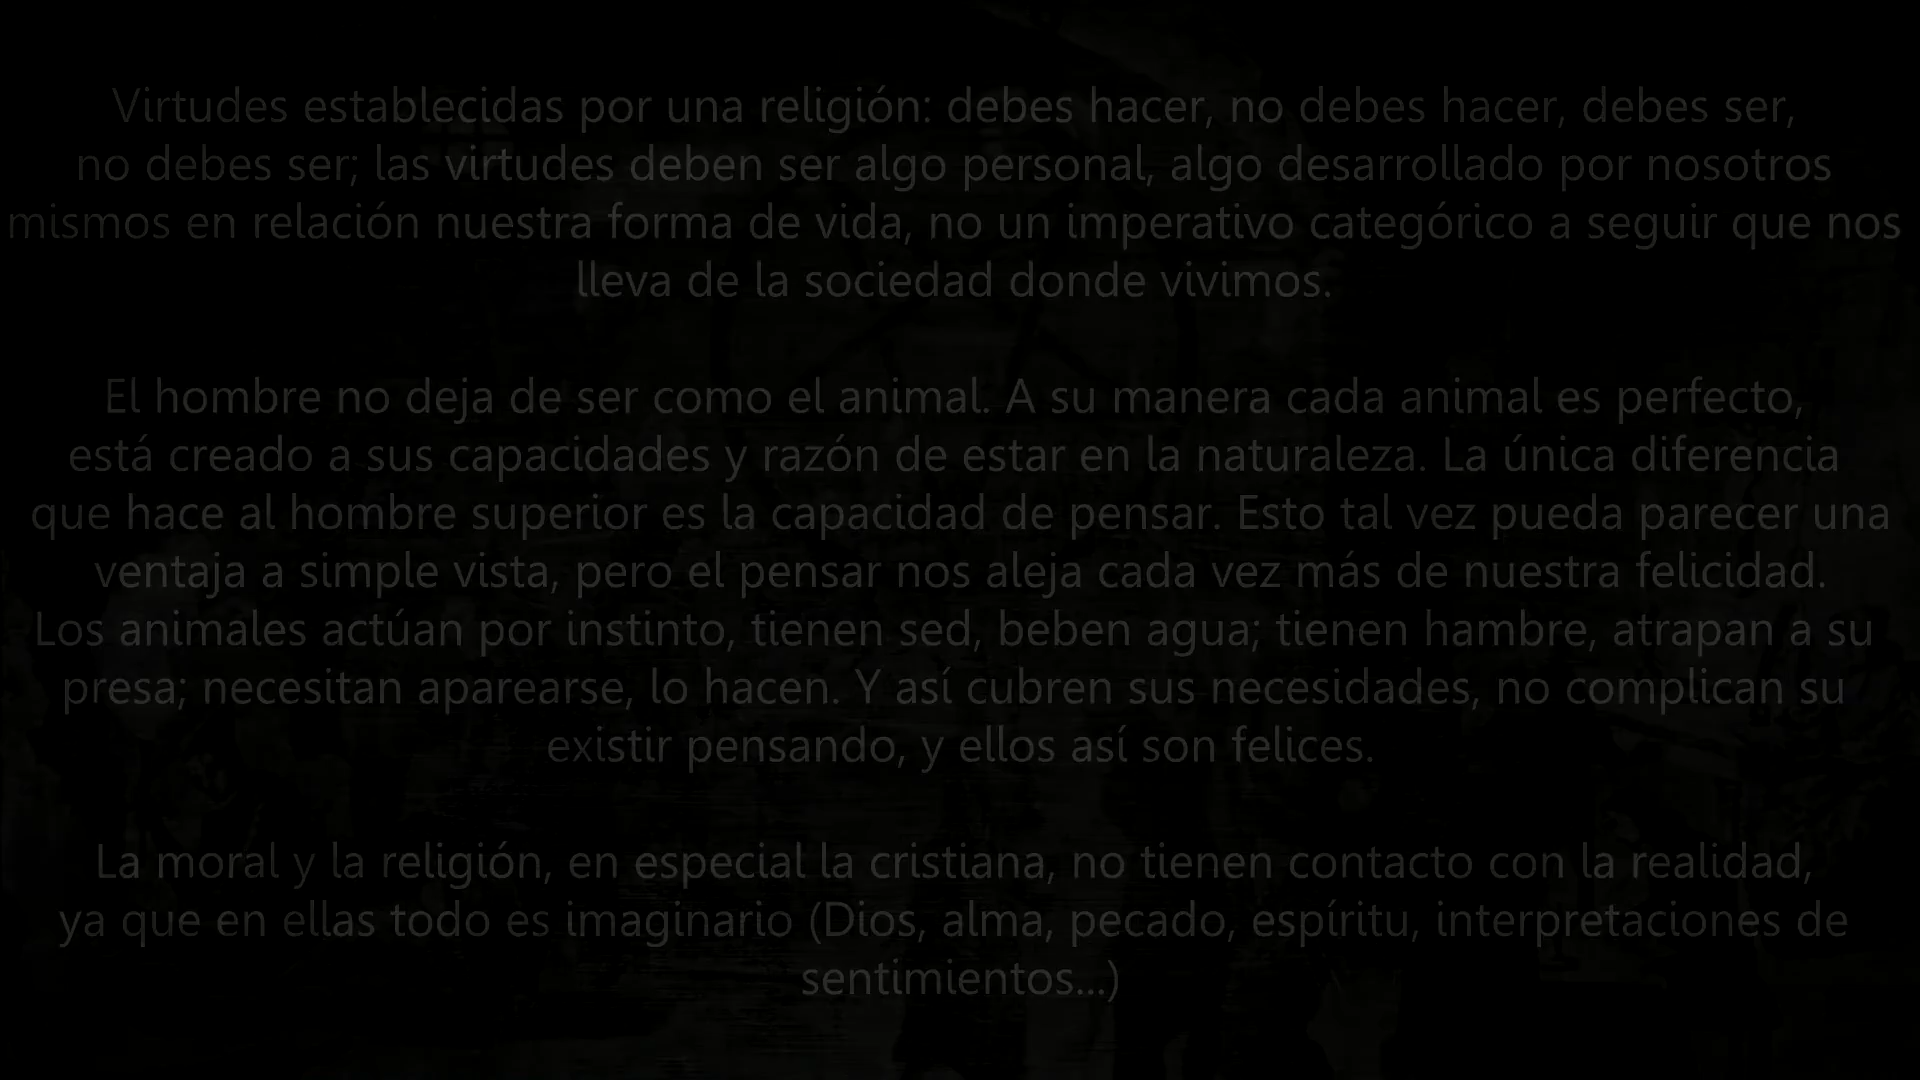 Virtudes establecidas por una religión: debes hacer, no debes hacer, debes ser,
no debes ser; las virtudes deben ser algo personal, algo desarrollado por nosotros
mismos en relación nuestra forma de vida, no un imperativo categórico a seguir que nos
lleva de la sociedad donde vivimos.
El hombre no deja de ser como el animal. A su manera cada animal es perfecto,
está creado a sus capacidades y razón de estar en la naturaleza. La única diferencia
que hace al hombre superior es la capacidad de pensar. Esto tal vez pueda parecer una
ventaja a simple vista, pero el pensar nos aleja cada vez más de nuestra felicidad.
Los animales actúan por instinto, tienen sed, beben agua; tienen hambre, atrapan a su
presa; necesitan aparearse, lo hacen. Y así cubren sus necesidades, no complican su
existir pensando, y ellos así son felices.
La moral y la religión, en especial la cristiana, no tienen contacto con la realidad,
ya que en ellas todo es imaginario (Dios, alma, pecado, espíritu, interpretaciones de
sentimientos...)